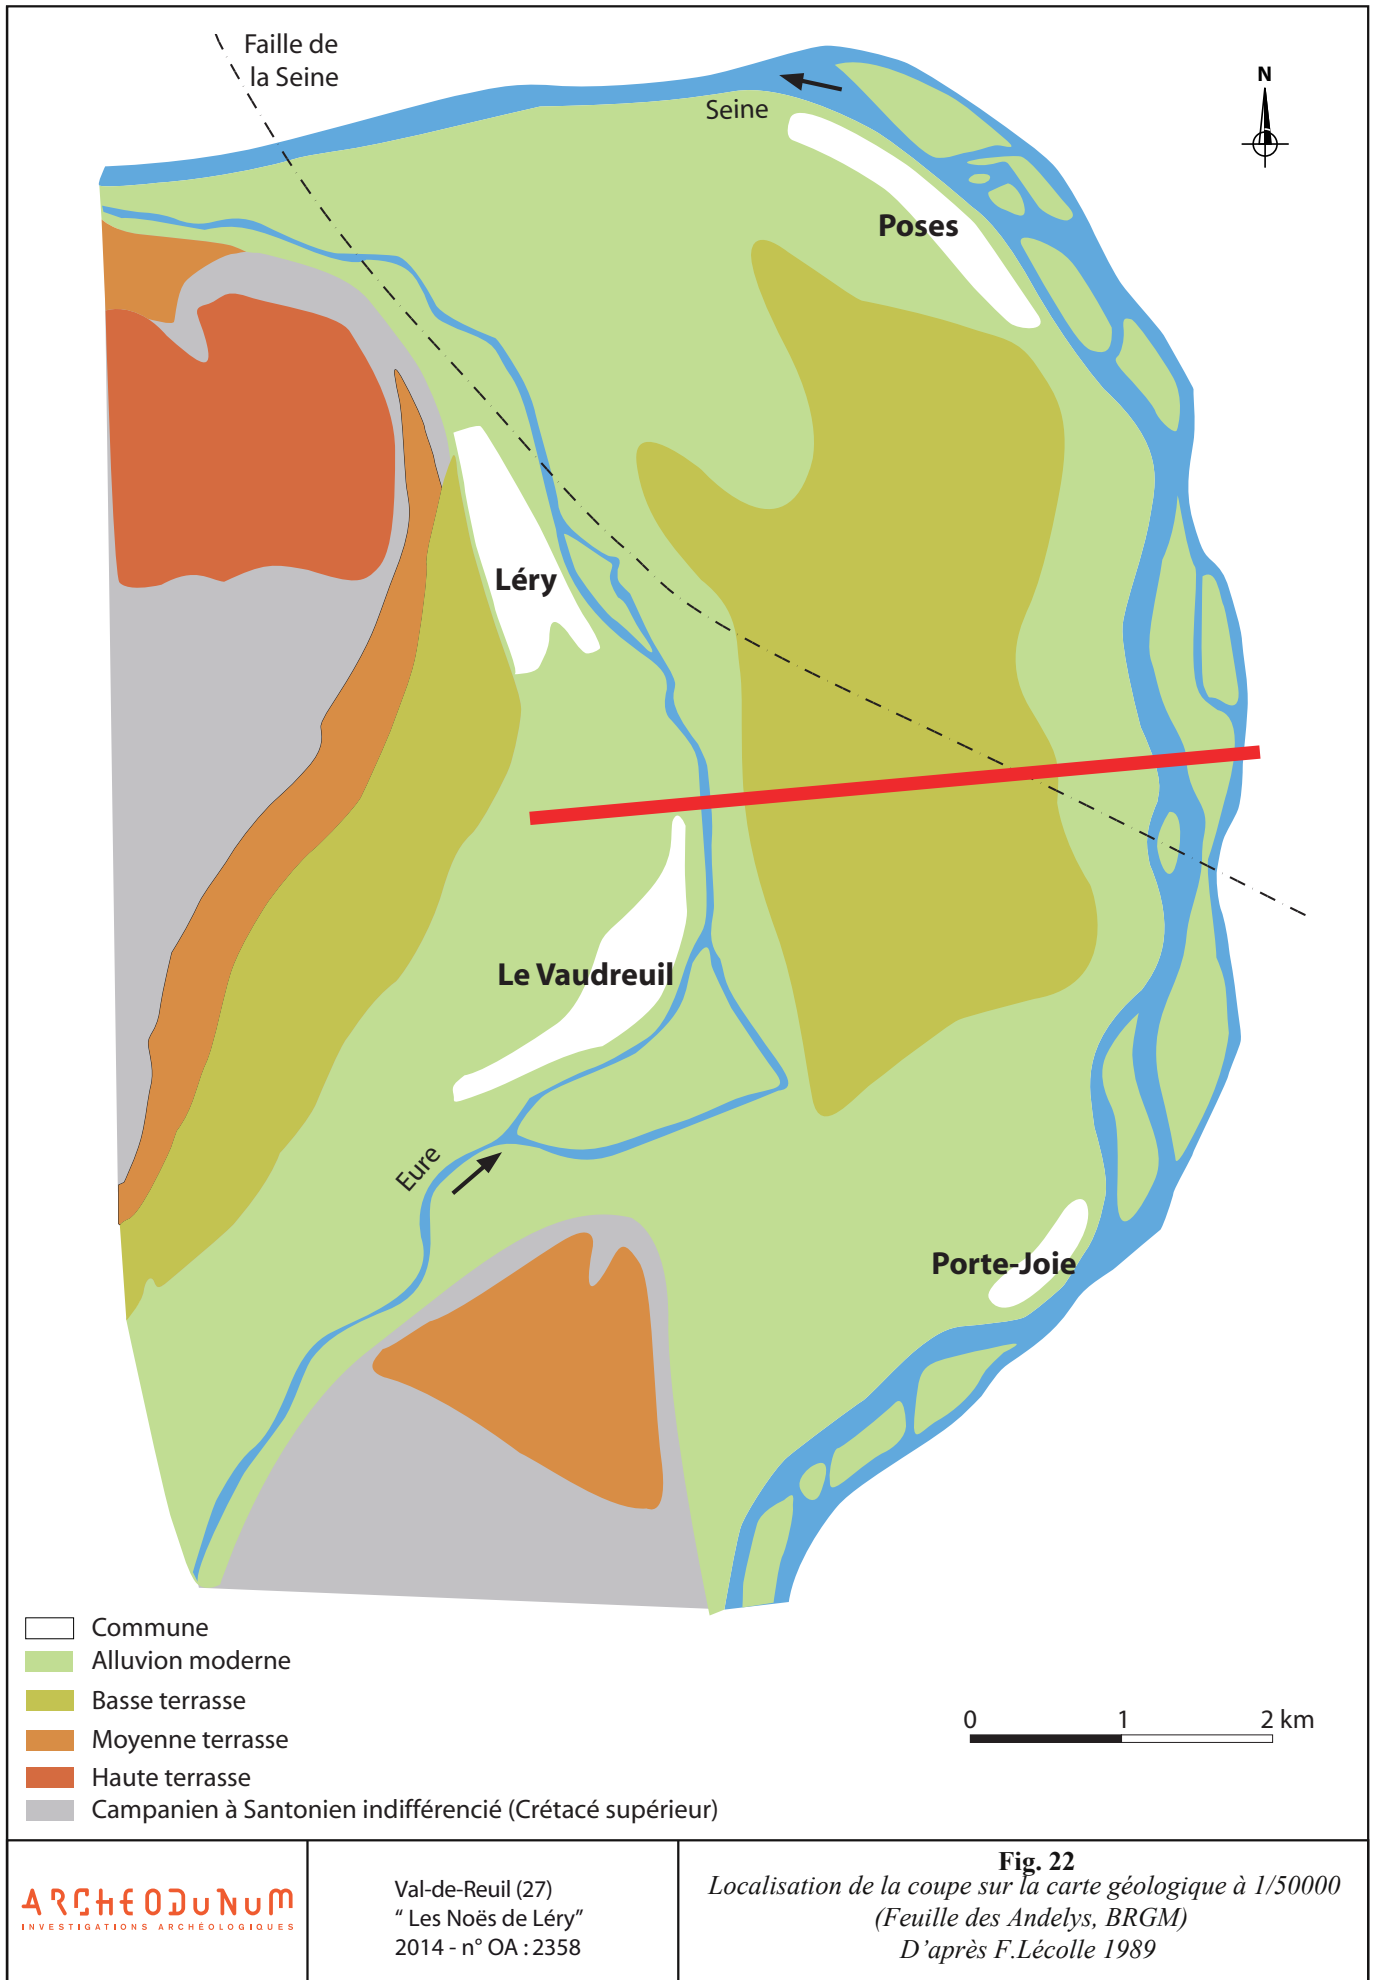 Faille de
la Seine
Seine
N
Poses
Léry
Le Vaudreuil
Eure
Porte-Joie
Commune
Alluvion moderne
Basse terrasse
Moyenne terrasse
Haute terrasse
Campanien à Santonien indifférencié (Crétacé supérieur)
0 1 2 km
ARCHEODUNUM
INVESTIGATIONS ARCHÉOLOGIQUES
Val-de-Reuil (27)
“ Les Noës de Léry”
2014 - n° OA : 2358
Fig. 22
Localisation de la coupe sur la carte géologique à 1/50000
(Feuille des Andelys, BRGM)
D’après F.Lécolle 1989